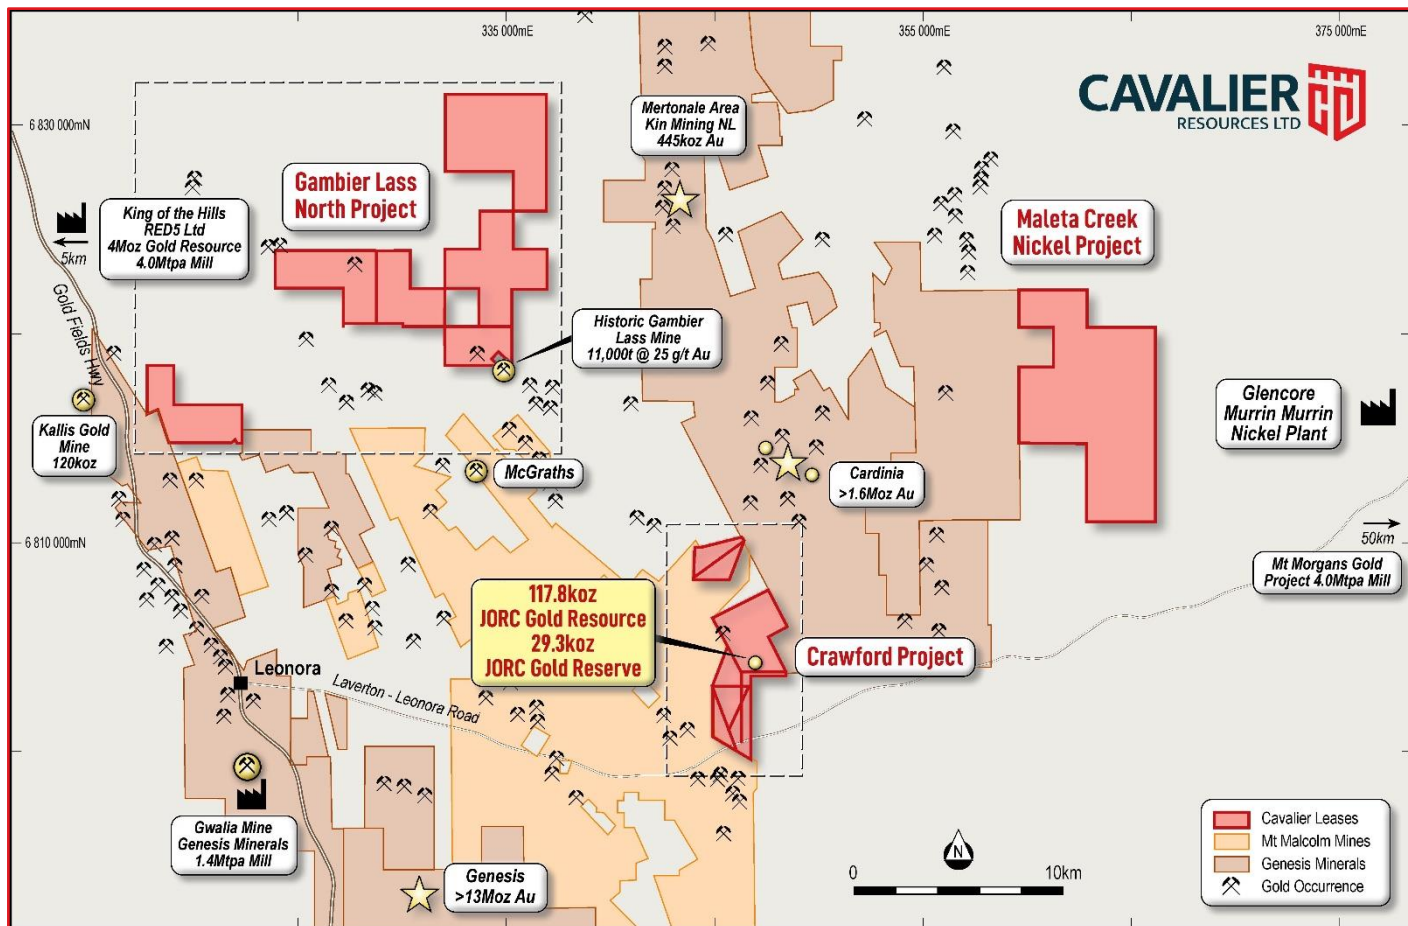 335 000mE
355 000mE
375 000mE
6 830 000mN
6 810 000mN
CAVALIER
RESOURCES LTD
Mertonale Area
Kin Mining NL
445koz Au
Gambier Lass
North Project
King of the Hills
RED5 Ltd
4Moz Gold Resource
4.0Mtpa Mill
5km
Gold Fields Hwy
Maleta Creek
Nickel Project
Historic Gambier
Lass Mine
11,000t @ 25 g/t Au
Kallis Gold
Mine
120koz
Glencore
Murrin Murrin
Nickel Plant
McGraths
Cardinia
>1.6Moz Au
50km
Mt Morgans Gold
Project 4.0Mtpa Mill
117.8koz
JORC Gold Resource
29.3koz
JORC Gold Reserve
Crawford Project
Leonora
Laverton - Leonora Road
Gwalia Mine
Genesis Minerals
1.4Mtpa Mill
Genesis
>13Moz Au
N
0
10km
Cavalier Leases
Mt Malcolm Mines
Genesis Minerals
Gold Occurrence